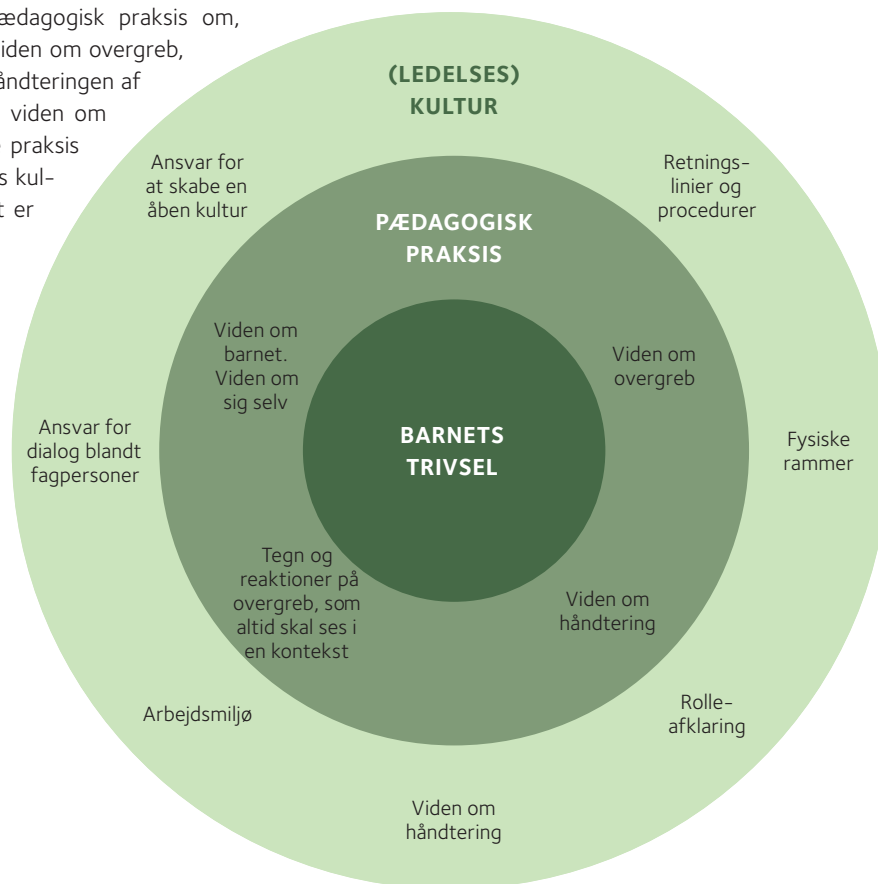 ædagogisk praksis om,
iden om overgreb,
åndteringen af
viden om
praksis
s kul-
t er
(LEDELSES)
KULTUR
Ansvar for
at skabe en
åben kultur
Retnings-
linier og
procedurer
PÆDAGOGISK
PRAKSIS
Viden om
barnet.
Viden om
sig selv
Viden om
overgreb
Ansvar for
dialog blandt
fagpersoner
BARNETS
TRIVSEL
Fysiske
rammer
Tegn og
reaktioner på
overgreb, som
altid skal ses i
en kontekst
Viden om
håndtering
Arbejdsmiljø
Rolle-
afklaring
Viden om
håndtering